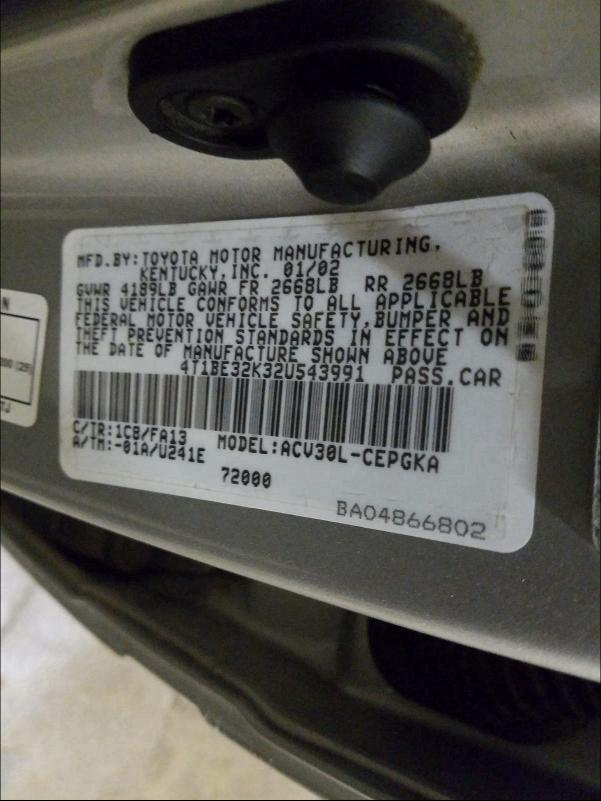 MFD.BY:TOYOTA MOTOR MANUFACTURING,
KENTUCKY,INC. 01/02
GVWR 4189LB GAWR FR 2668LB RR 2668LB
THIS VEHICLE CONFORMS TO ALL APPLICABLE
FEDERAL MOTOR VEHICLE SAFETY,BUMPER AND
THEFT PREVENTION STANDARDS IN EFFECT ON
THE DATE OF MANUFACTURE SHOWN ABOVE
4T1BE32K32U543991 PASS.CAR
C/TR:1C8/FA13 MODEL:ACV30L-CEPGKA
A/TM:-01A/U241E
72000
BA04866802